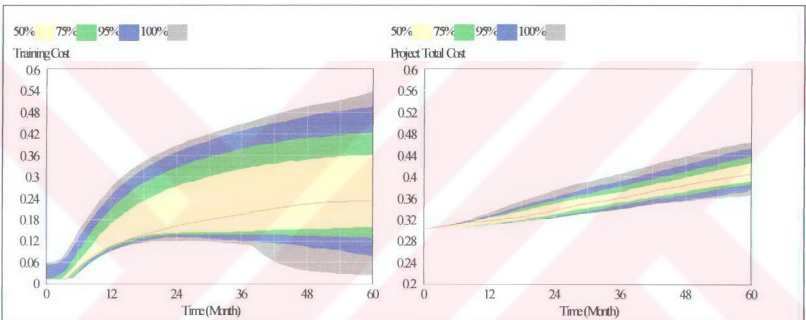 50% 75% 95% 100%
Training Cost
0.6
0.54
0.48
0.42
0.36
0.3
0.24
0.18
0.12
0.06
0
0 12 24 36 48 60
Time (Month)
50% 75% 95% 100%
Project Total Cost
0.6
0.56
0.52
0.48
0.44
0.4
0.36
0.32
0.28
0.24
0.2
0 12 24 36 48 60
Time (Month)